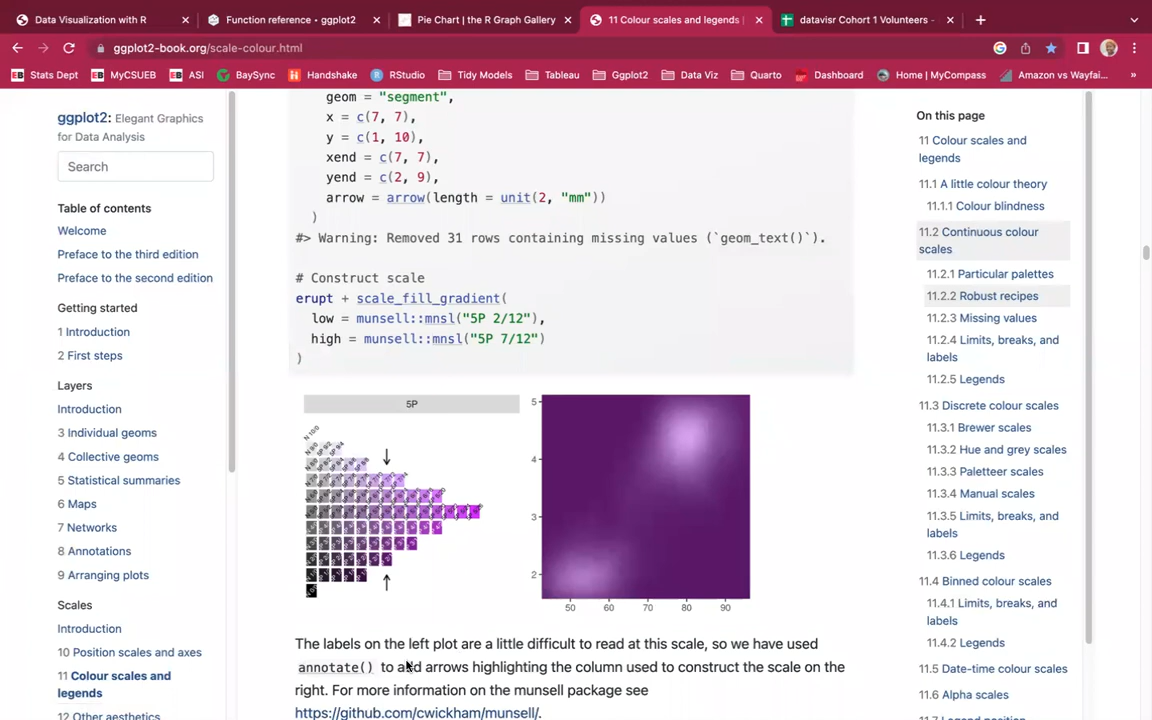 Data Visualization with R
Function reference • ggplot2
Pie Chart | the R Graph Gallery
11 Colour scales and legends |
datavisr Cohort 1 Volunteers -
ggplot2-book.org/scale-colour.html
Stats Dept
MyCSUEB
ASI
BaySync
Handshake
RStudio
Tidy Models
Tableau
Ggplot2
Data Viz
Quarto
Dashboard
Home | MyCompass
Amazon vs Wayfai...
»
ggplot2: Elegant Graphics
for Data Analysis
Search
Table of contents
Welcome
Preface to the third edition
Preface to the second edition
Getting started
1 Introduction
2 First steps
Layers
Introduction
3 Individual geoms
4 Collective geoms
5 Statistical summaries
6 Maps
7 Networks
8 Annotations
9 Arranging plots
Scales
Introduction
10 Position scales and axes
11 Colour scales and
legends
12 Other aesthetics
geom = "segment",
x = c(7, 7),
y = c(1, 10),
xend = c(7, 7),
yend = c(2, 9),
arrow = arrow(length = unit(2, "mm"))
)
#> Warning: Removed 31 rows containing missing values (`geom_text()`).
# Construct scale
erupt + scale_fill_gradient(
low = munsell::mnsl("5P 2/12"),
high = munsell::mnsl("5P 7/12")
)
5P
5
4
3
2
50 60 70 80 90
The labels on the left plot are a little difficult to read at this scale, so we have used
annotate() to add arrows highlighting the column used to construct the scale on the
right. For more information on the munsell package see
https://github.com/cwickham/munsell/.
On this page
11 Colour scales and
legends
11.1 A little colour theory
11.1.1 Colour blindness
11.2 Continuous colour
scales
11.2.1 Particular palettes
11.2.2 Robust recipes
11.2.3 Missing values
11.2.4 Limits, breaks, and
labels
11.2.5 Legends
11.3 Discrete colour scales
11.3.1 Brewer scales
11.3.2 Hue and grey scales
11.3.3 Paletteer scales
11.3.4 Manual scales
11.3.5 Limits, breaks, and
labels
11.3.6 Legends
11.4 Binned colour scales
11.4.1 Limits, breaks, and
labels
11.4.2 Legends
11.5 Date-time colour scales
11.6 Alpha scales
11.7 Legend position